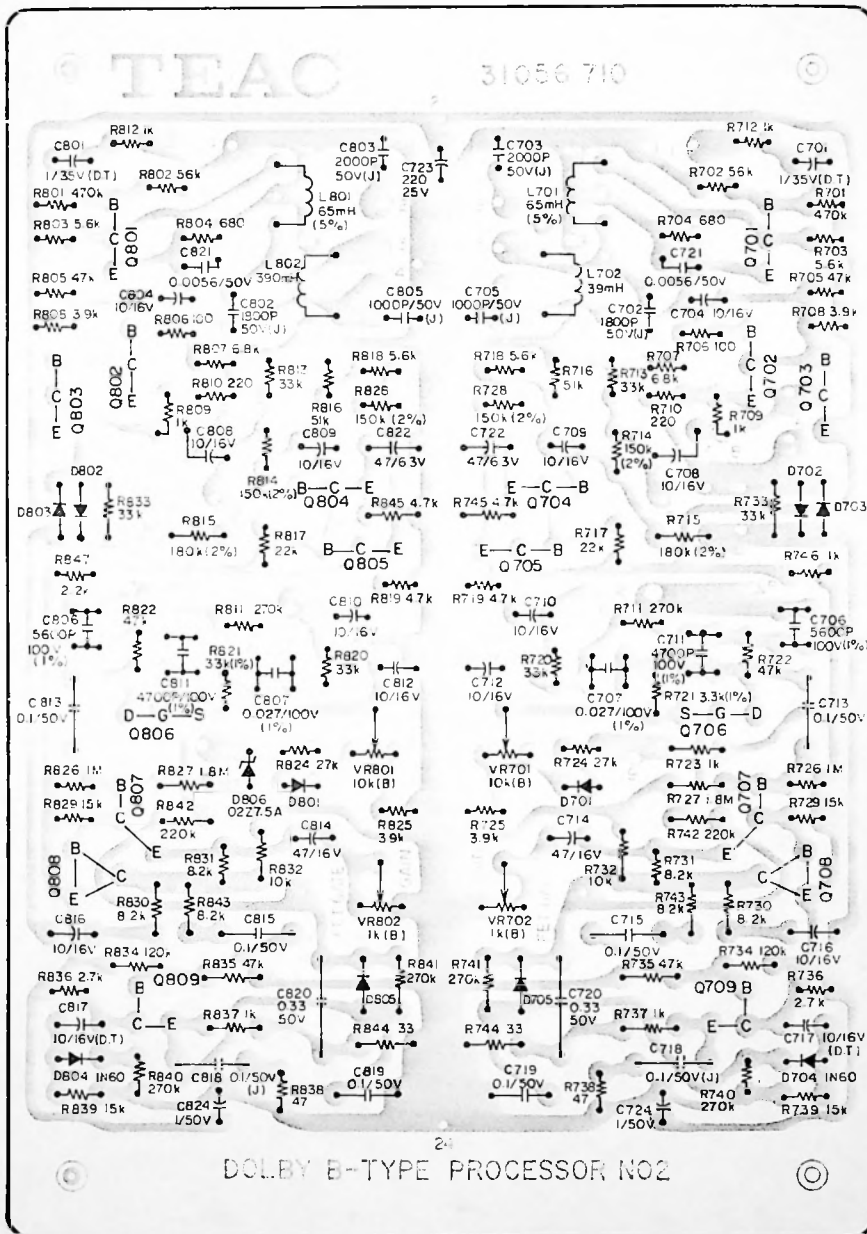 TEAC 31056 710
R812 1k
C801
1/35V(D.T)
R802 56k
C803
2000P
50V(J)
C723
220
25V
C703
2000P
50V(J)
R712 1k
C701
1/35V(D.T)
R702 56k
R801 470k
B C E
Q801
L801
65mH
(5%)
L701
65mH
(5%)
R701
470k
B C E
Q701
R803 5.6k
R804 680
R704 680
R703
5.6k
C821
0.0056/50V
L802
390mH
L702
39mH
C721
0.0056/50V
R805 47k
C804
10/16V
C802
1800P
50V(J)
C805
1000P/50V
(J)
C705
1000P/50V
(J)
C702
1800P
50V(J)
C704 10/16V
R705 47k
3.9k
R806 100
R706 100
R708 3.9k
B C E
Q803
B C E
Q802
R807 6.8k
R810 220
33k
R818 5.6k
R718 5.6k
R716
51k
R713
33k
R707
6.8k
R710
220
B C E
Q702
B C E
Q703
R809
1k
R816
51k
150k (2%)
R728
150k (2%)
R709
1k
C808
10/16V
R814
150k(2%)
C809
10/16V
C822
47/6.3V
C722
47/6.3V
C709
10/16V
R714
150k
(2%)
C708
10/16V
D802
D803
R833
33k
B C E
Q804
E C B
Q704
R733
33k
D702
D703
R845 4.7k
R745 4.7k
R815
180k(2%)
R817
22k
B C E
Q805
E C B
Q705
R717
22k
R715
180k(2%)
R847
2.2k
R746 1k
R819 4.7k
R719 4.7k
C806
5600P
100V
(1%)
R822
47k
R811 270k
C810
10/16V
C710
10/16V
R711 270k
C706
5600P
100V(1%)
R821
33k(1%)
R820
33k
R720
33k
C711
4700P
100V
(1%)
R722
47k
C811
4700P/100V
(1%)
C807
0.027/100V
(1%)
C812
10/16V
C712
10/16V
C707
0.027/100V
(1%)
R721 3.3k(1%)
C813
0.1/50V
D G S
Q806
S G D
Q706
C713
0.1/50V
R824 27k
VR801
10k(B)
VR701
10k(B)
R724 27k
R723 1k
R826 1M
R827 1.8M
D806
02Z7.5A
D801
D701
R727 1.8M
R726 1M
R829 15k
Q807
B C E
R842
220k
R825
3.9k
R725
3.9k
R742 220k
Q707
B C E
R729 15k
C814
47/16V
C714
47/16V
Q808
B C E
R831
8.2k
R832
10k
R732
10k
R731
8.2k
B C E
Q708
R830
8.2k
R843
8.2k
VR802
1k(B)
VR702
1k(B)
R743
8.2k
R730
8.2k
C816
10/16V
C815
0.1/50V
C715
0.1/50V
C716
10/16V
R834 120k
R835 47k
R841
270k
R741
270k
R735 47k
R734 120k
R836 2.7k
Q809
B C E
C820
0.33
50V
D805
D705
C720
0.33
50V
Q709
B C E
R736
2.7k
C817
10/16V(D.T)
R837 1k
R844 33
R744 33
R737 1k
C717
10/16V
(D.T)
D804 1N60
R840
270k
C818
0.1/50V
(J)
R838
47
C819
0.1/50V
C719
0.1/50V
R738
47
C718
0.1/50V(J)
R740
270k
D704 1N60
R839 15k
C824
1/50V
C724
1/50V
R739 15k
24
DOLBY B-TYPE PROCESSOR NO2